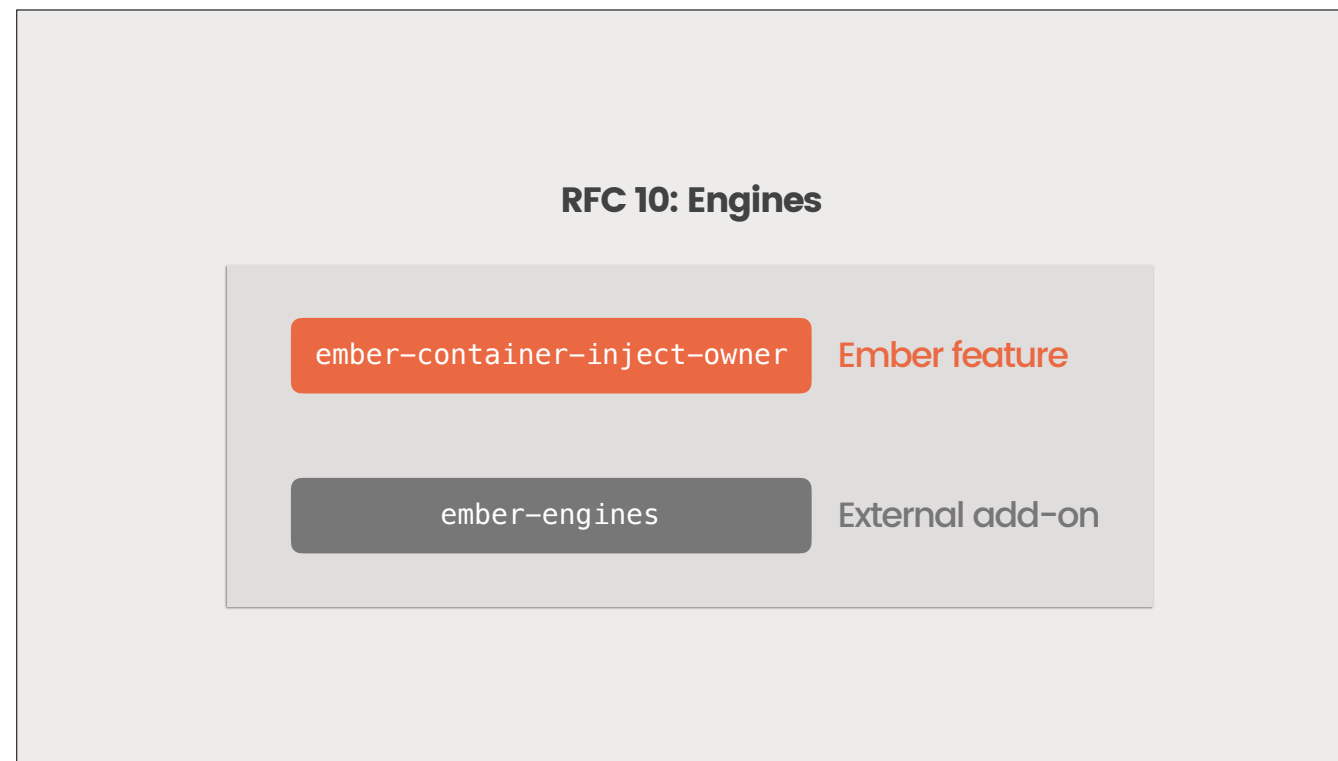 RFC 10: Engines
ember-container-inject-owner Ember feature
ember-engines External add-on